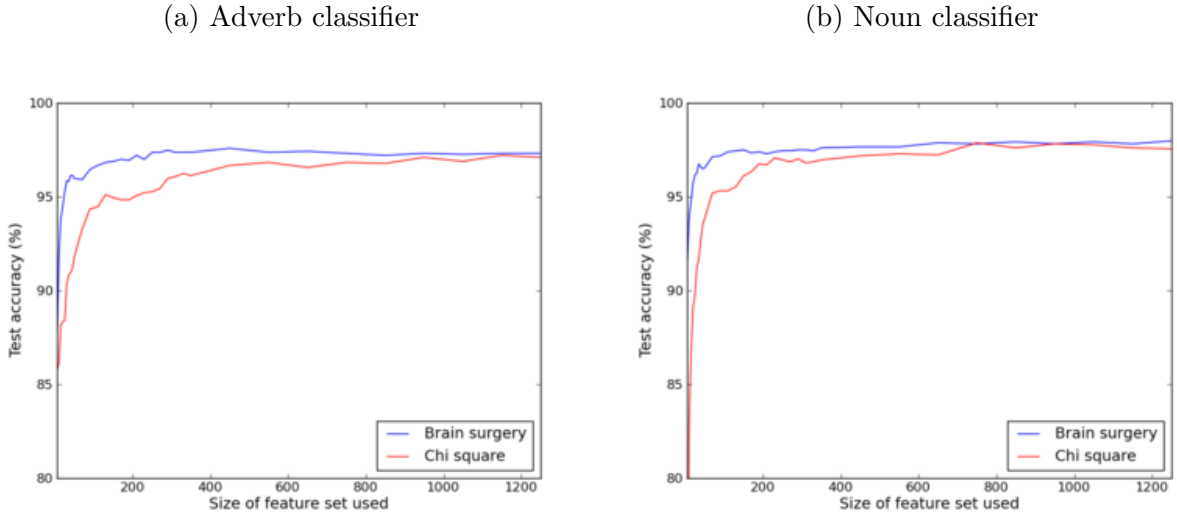 (a) Adverb classifier
(b) Noun classifier
100
95
90
85
80
Test accuracy (%)
Brain surgery
Chi square
200 400 600 800 1000 1200
Size of feature set used
100
95
90
85
80
Test accuracy (%)
Brain surgery
Chi square
200 400 600 800 1000 1200
Size of feature set used